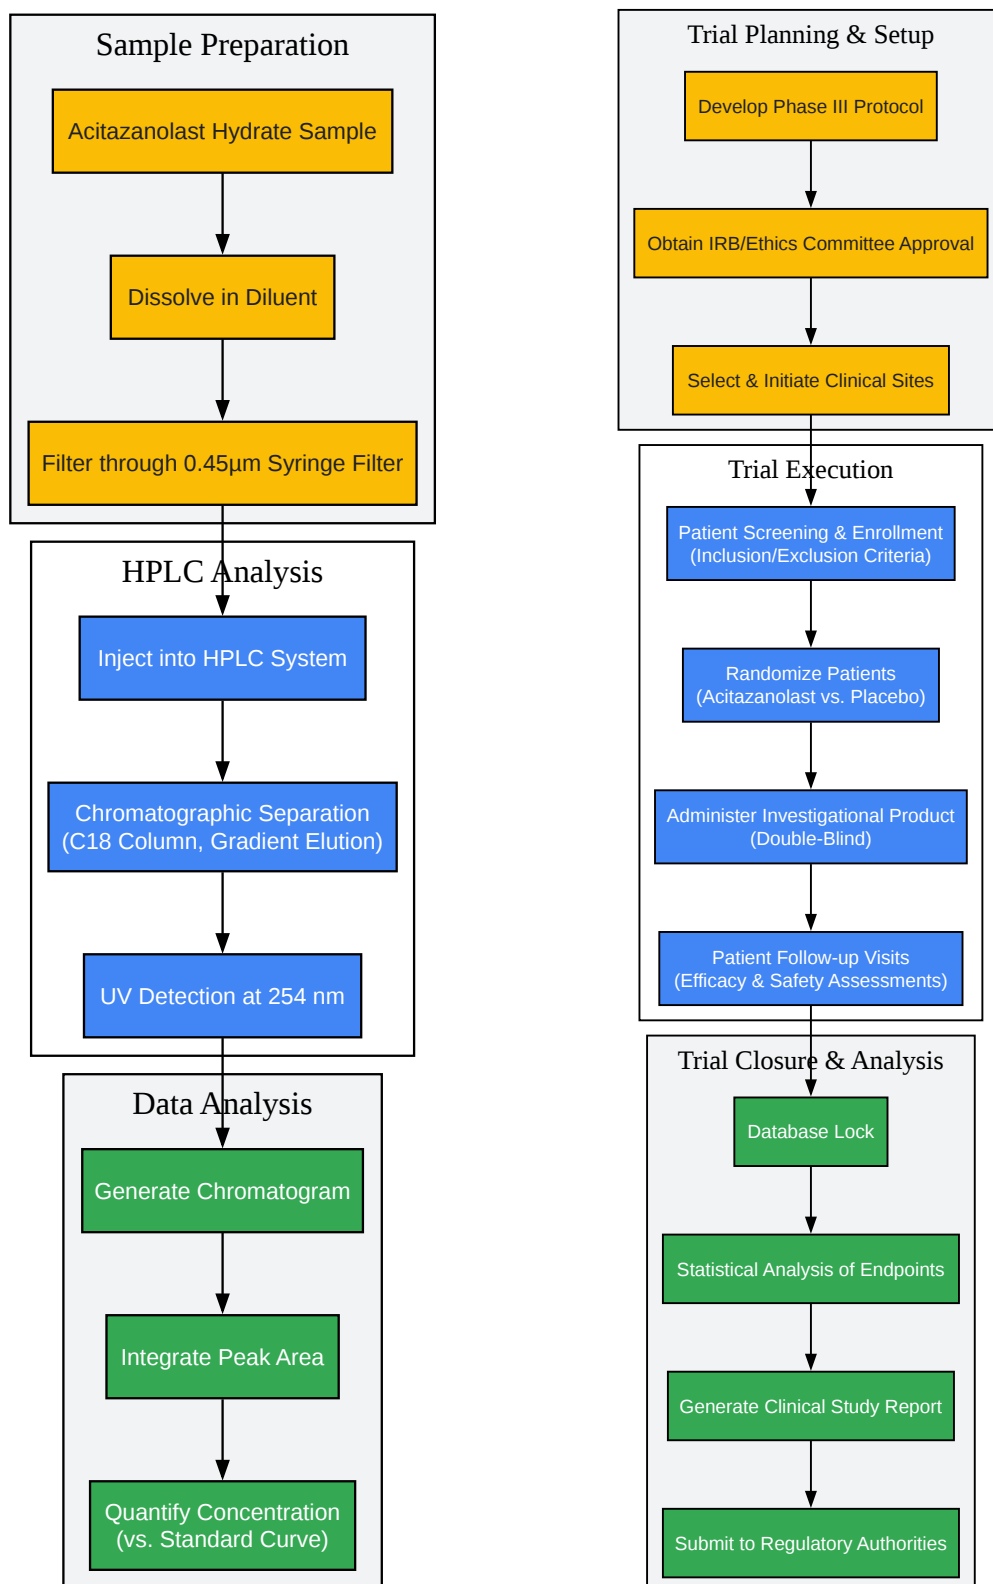 Sample Preparation
Acitazanolast Hydrate Sample
Dissolve in Diluent
Filter through 0.45µm Syringe Filter
HPLC Analysis
Inject into HPLC System
Chromatographic Separation
(C18 Column, Gradient Elution)
UV Detection at 254 nm
Data Analysis
Generate Chromatogram
Integrate Peak Area
Quantify Concentration
(vs. Standard Curve)
Trial Planning & Setup
Develop Phase III Protocol
Obtain IRB/Ethics Committee Approval
Select & Initiate Clinical Sites
Trial Execution
Patient Screening & Enrollment
(Inclusion/Exclusion Criteria)
Randomize Patients
(Acitazanolast vs. Placebo)
Administer Investigational Product
(Double-Blind)
Patient Follow-up Visits
(Efficacy & Safety Assessments)
Trial Closure & Analysis
Database Lock
Statistical Analysis of Endpoints
Generate Clinical Study Report
Submit to Regulatory Authorities